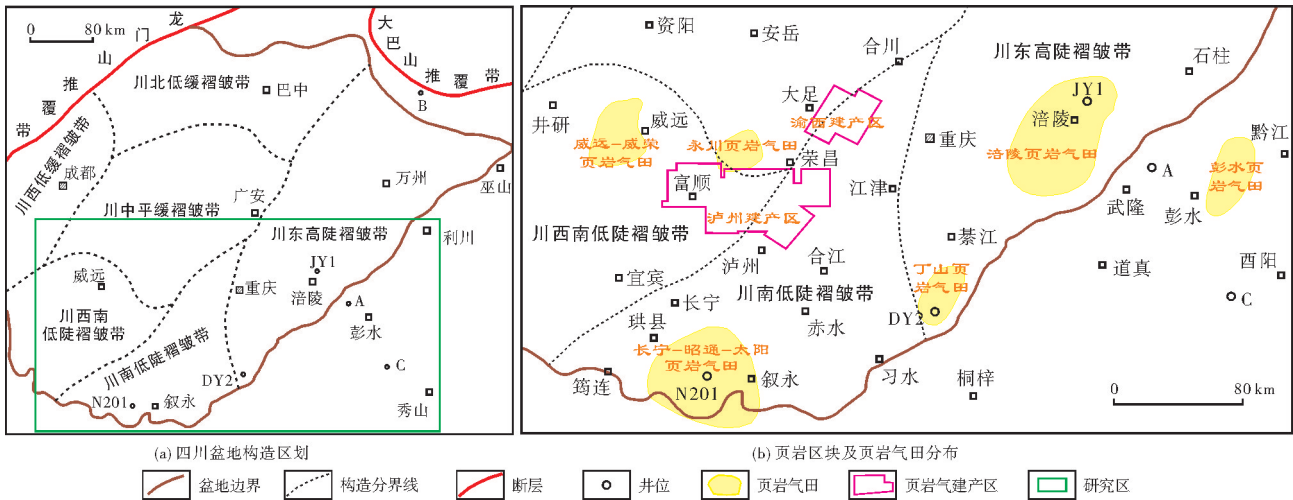 0 80 km
龙门山推覆带
大巴山推覆带
川北低缓褶皱带
巴中
B
川西低缓褶皱带
成都
万州
巫山
广安
川中平缓褶皱带
川东高陡褶皱带
利川
JY1
威远
重庆
涪陵
A
彭水
川西南
低陡褶皱带
川南低陡褶皱带
DY2
C
N201
叙永
秀山
(a) 四川盆地构造区划
资阳
安岳
合川
川东高陡褶皱带
石柱
大足
JY1
井研
威远
渝西建产区
涪陵
黔江
威远-威荣
页岩气田
永川页岩气田
重庆
涪陵页岩气田
荣昌
A
彭水页
岩气田
富顺
江津
武隆
彭水
泸州建产区
川西南低陡褶皱带
綦江
泸州
合江
丁山页
岩气田
道真
酉阳
宜宾
川南低陡褶皱带
长宁
C
赤水
DY2
珙县
长宁-昭通-太阳
页岩气田
习水
筠连
N201
叙永
桐梓
0 80 km
(b) 页岩区块及页岩气田分布
盆地边界
构造分界线
断层
井位
页岩气田
页岩气建产区
研究区